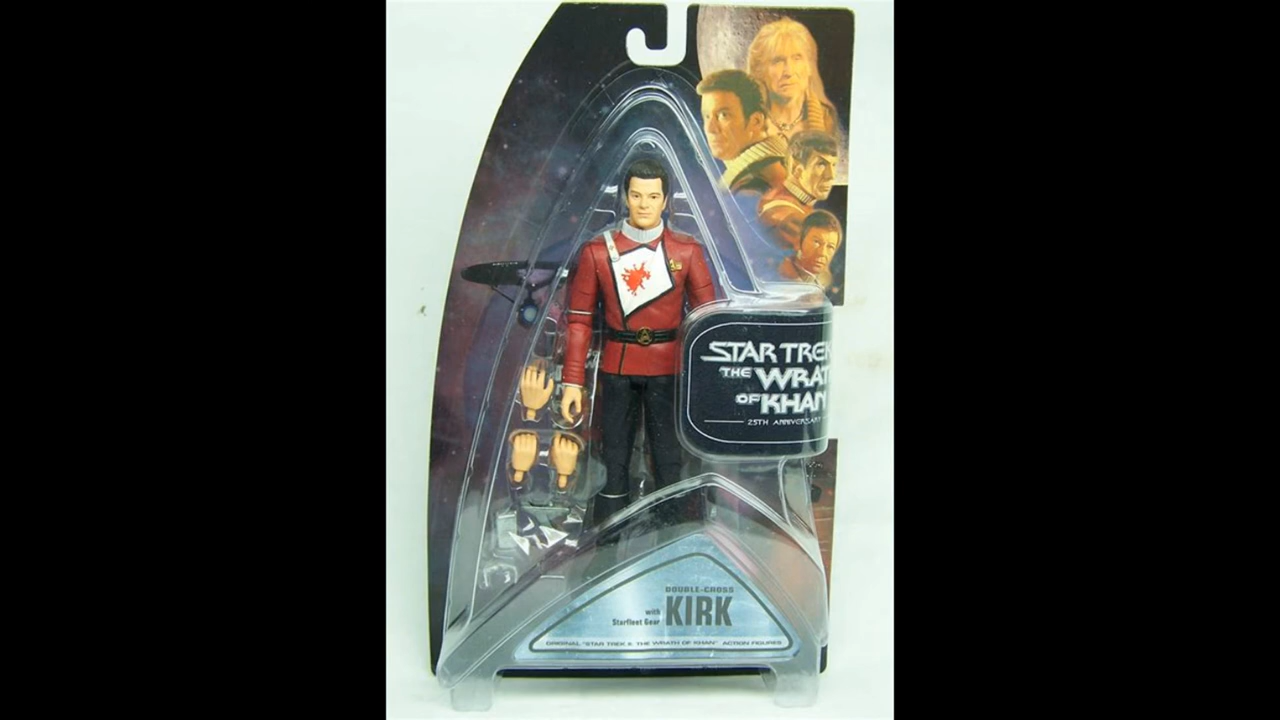 STAR TREK
THE WRAT
OF KHAN
25TH ANNIVERSARY
DOUBLE-CROSS
with KIRK
Starfleet Gear
ORIGINAL "STAR TREK II: THE WRATH OF KHAN" ACTION FIGURES